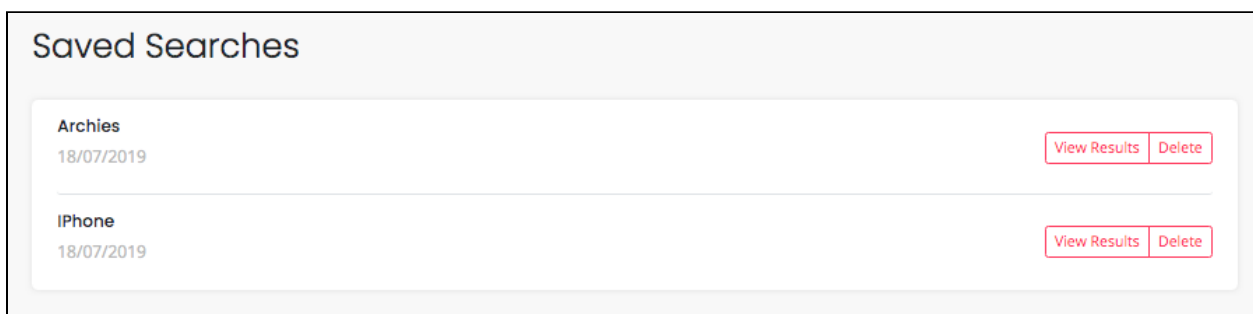 Saved Searches
Archies
18/07/2019
View Results Delete
IPhone
18/07/2019
View Results Delete